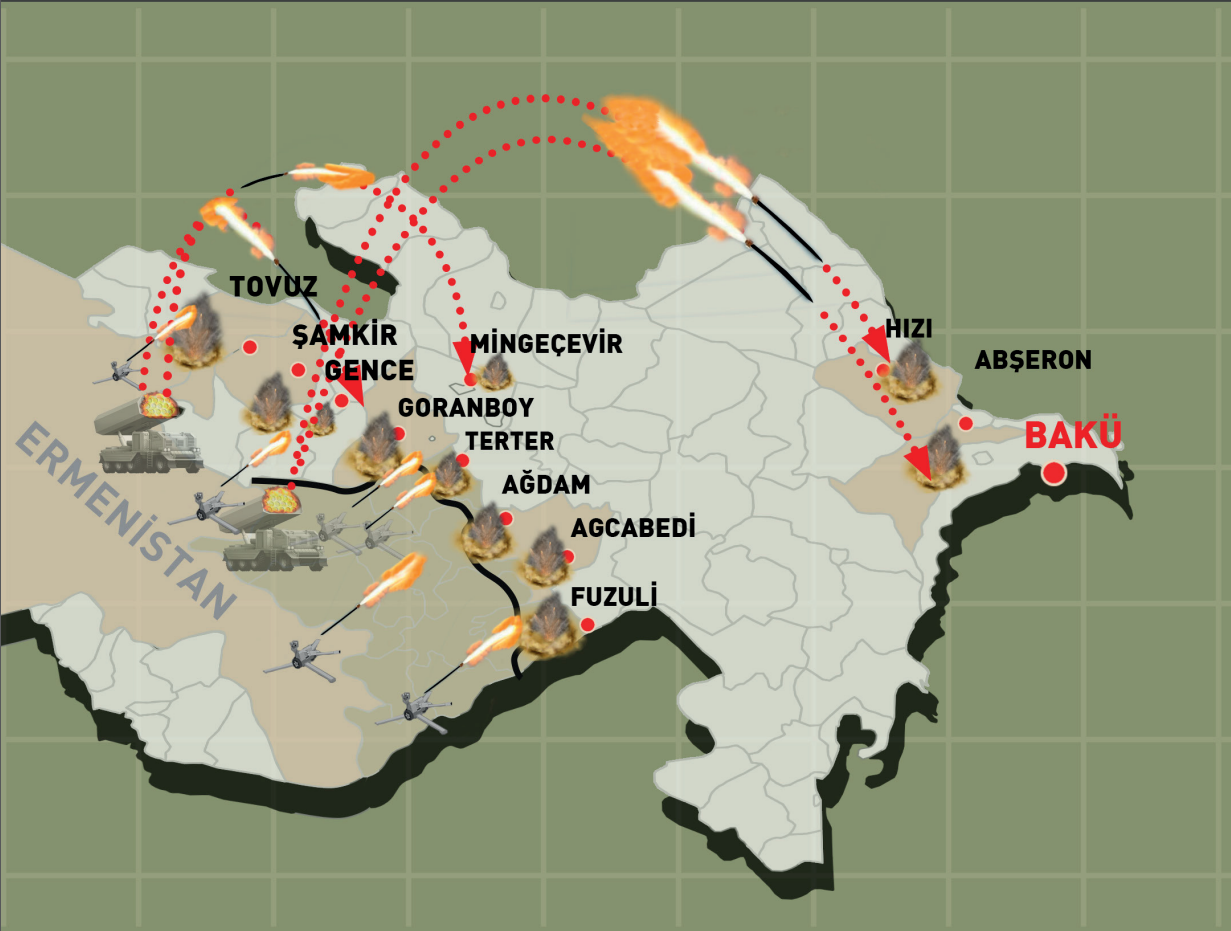 TOVUZ
ŞAMKİR
HIZI
MİNGEÇEVİR
ABŞERON
GENCE
GORANBOY
BAKÜ
TERTER
AĞDAM
AGCABEDİ
ERMENİSTAN
FUZULİ